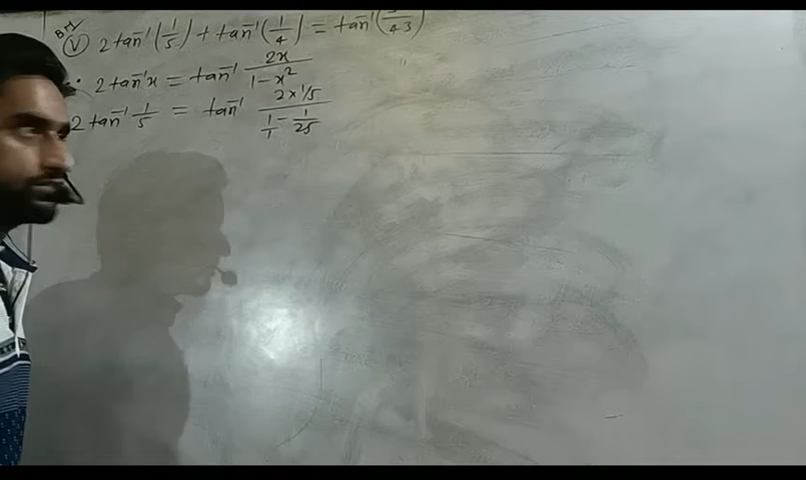 (V) 2 tan⁻¹(1/5) + tan⁻¹(1/4) = tan⁻¹( /43)
∵ 2 tan⁻¹x = tan⁻¹ 2x/(1-x²)
2 tan⁻¹ 1/5 = tan⁻¹ (2×1/5)/(1/1 - 1/25)